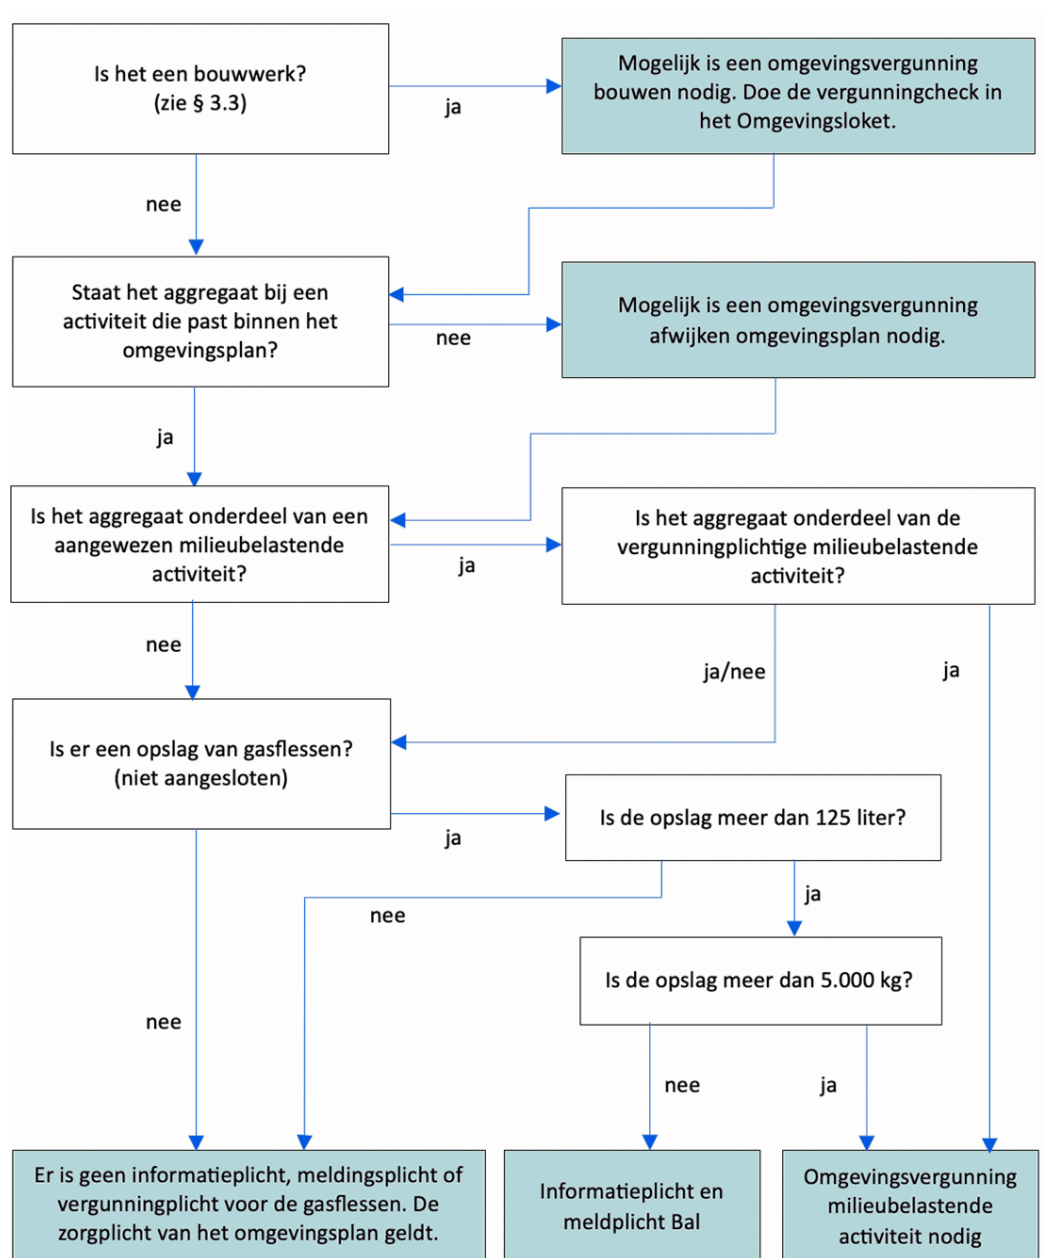 Is het een bouwwerk?
(zie § 3.3)
ja
Mogelijk is een omgevingsvergunning
bouwen nodig. Doe de vergunningcheck in
het Omgevingsloket.
nee
Staat het aggregaat bij een
activiteit die past binnen het
omgevingsplan?
nee
Mogelijk is een omgevingsvergunning
afwijken omgevingsplan nodig.
ja
Is het aggregaat onderdeel van een
aangewezen milieubelastende
activiteit?
ja
Is het aggregaat onderdeel van de
vergunningplichtige milieubelastende
activiteit?
nee
ja/nee
ja
Is er een opslag van gasflessen?
(niet aangesloten)
ja
Is de opslag meer dan 125 liter?
nee
ja
Is de opslag meer dan 5.000 kg?
nee
nee
ja
Er is geen informatieplicht, meldingsplicht of
vergunningplicht voor de gasflessen. De
zorgplicht van het omgevingsplan geldt.
Informatieplicht en
meldplicht Bal
Omgevingsvergunning
milieubelastende
activiteit nodig